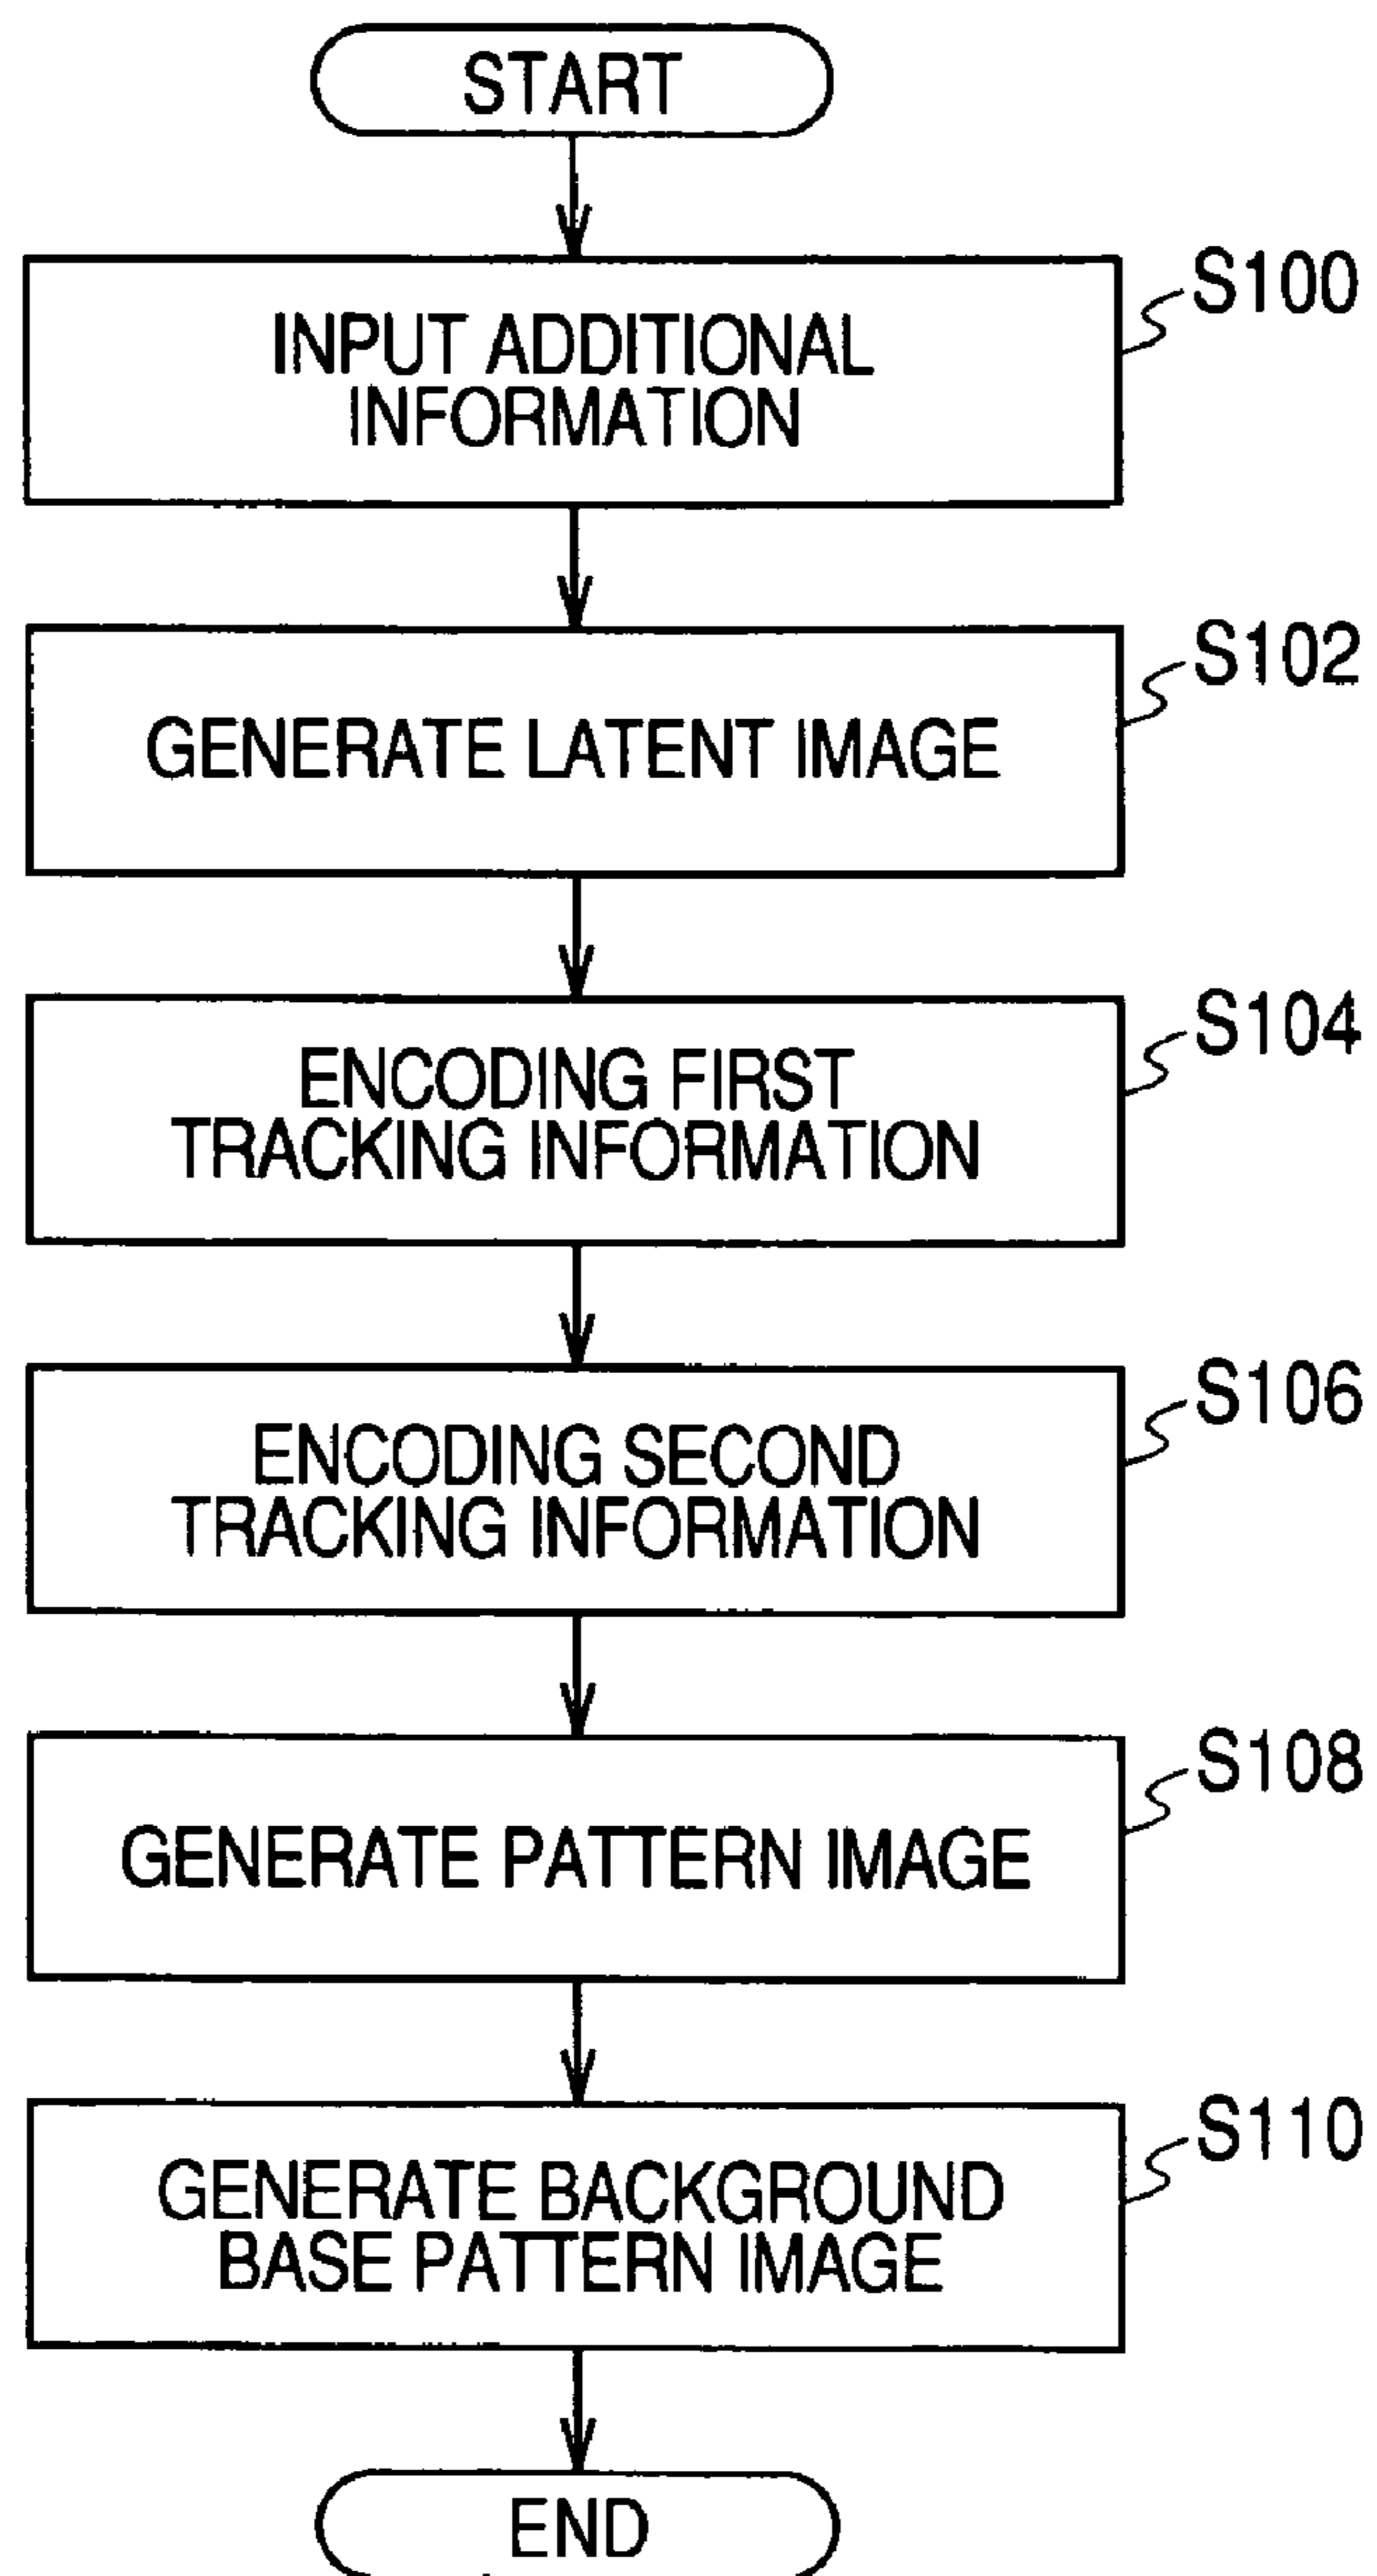 START
S100
INPUT ADDITIONAL
INFORMATION
S102
GENERATE LATENT IMAGE
S104
ENCODING FIRST
TRACKING INFORMATION
S106
ENCODING SECOND
TRACKING INFORMATION
S108
GENERATE PATTERN IMAGE
S110
GENERATE BACKGROUND
BASE PATTERN IMAGE
END